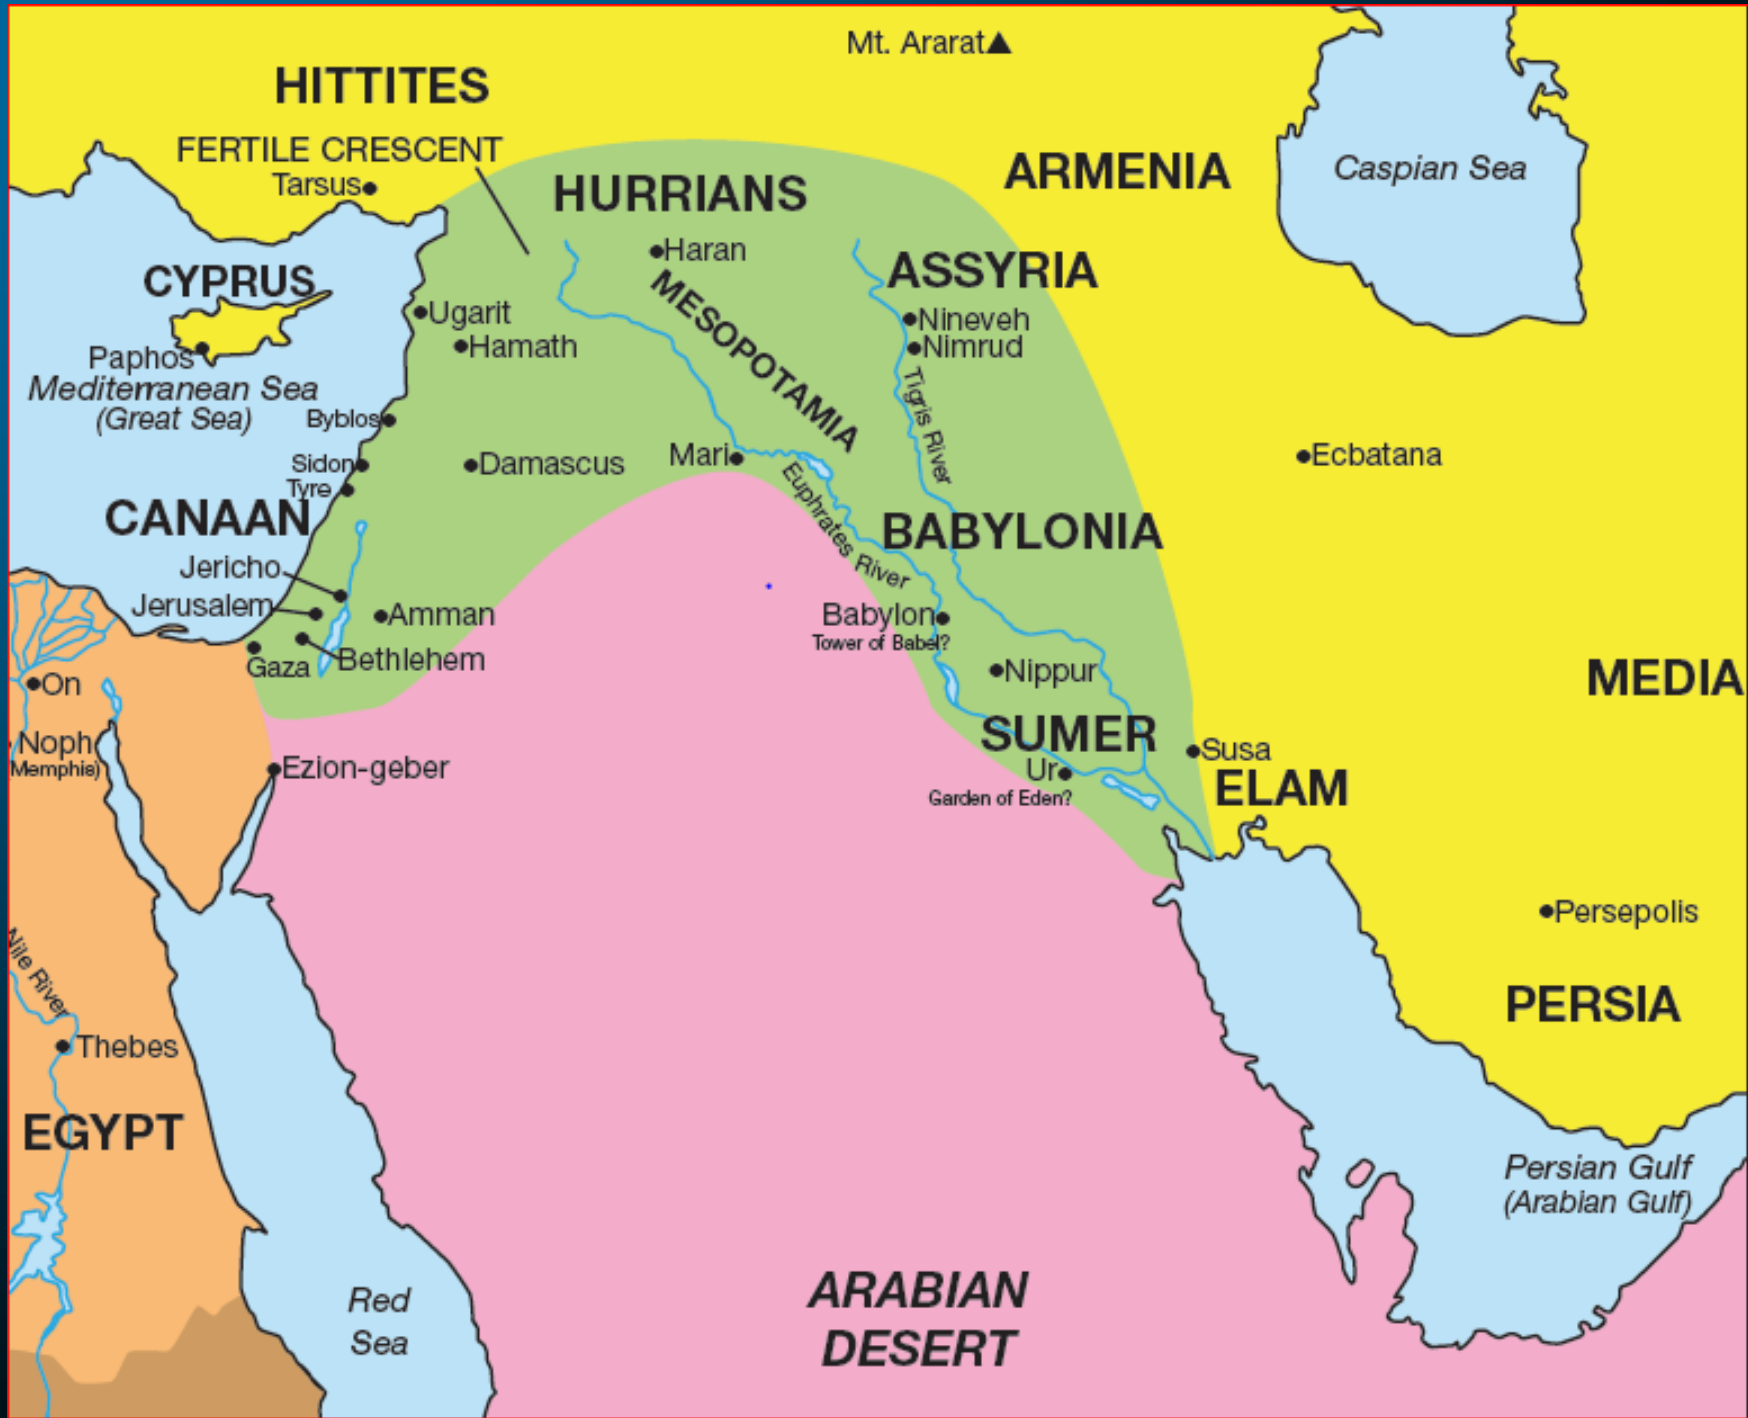 Mt. Ararat
HITTITES
FERTILE CRESCENT
Tarsus
HURRIANS
ARMENIA
Caspian Sea
Haran
ASSYRIA
CYPRUS
MESOPOTAMIA
Ugarit
Nineveh
Hamath
Nimrud
Paphos
Mediterranean Sea
(Great Sea)
Tigris River
Byblos
Sidon
Damascus
Mari
Ecbatana
Tyre
Euphrates River
CANAAN
BABYLONIA
Jericho
Jerusalem
Amman
Babylon
Tower of Babel?
Bethlehem
Gaza
Nippur
On
MEDIA
Noph
(Memphis)
SUMER
Susa
Ezion-geber
Ur
ELAM
Garden of Eden?
Persepolis
Nile River
PERSIA
Thebes
EGYPT
Persian Gulf
(Arabian Gulf)
Red
Sea
ARABIAN
DESERT